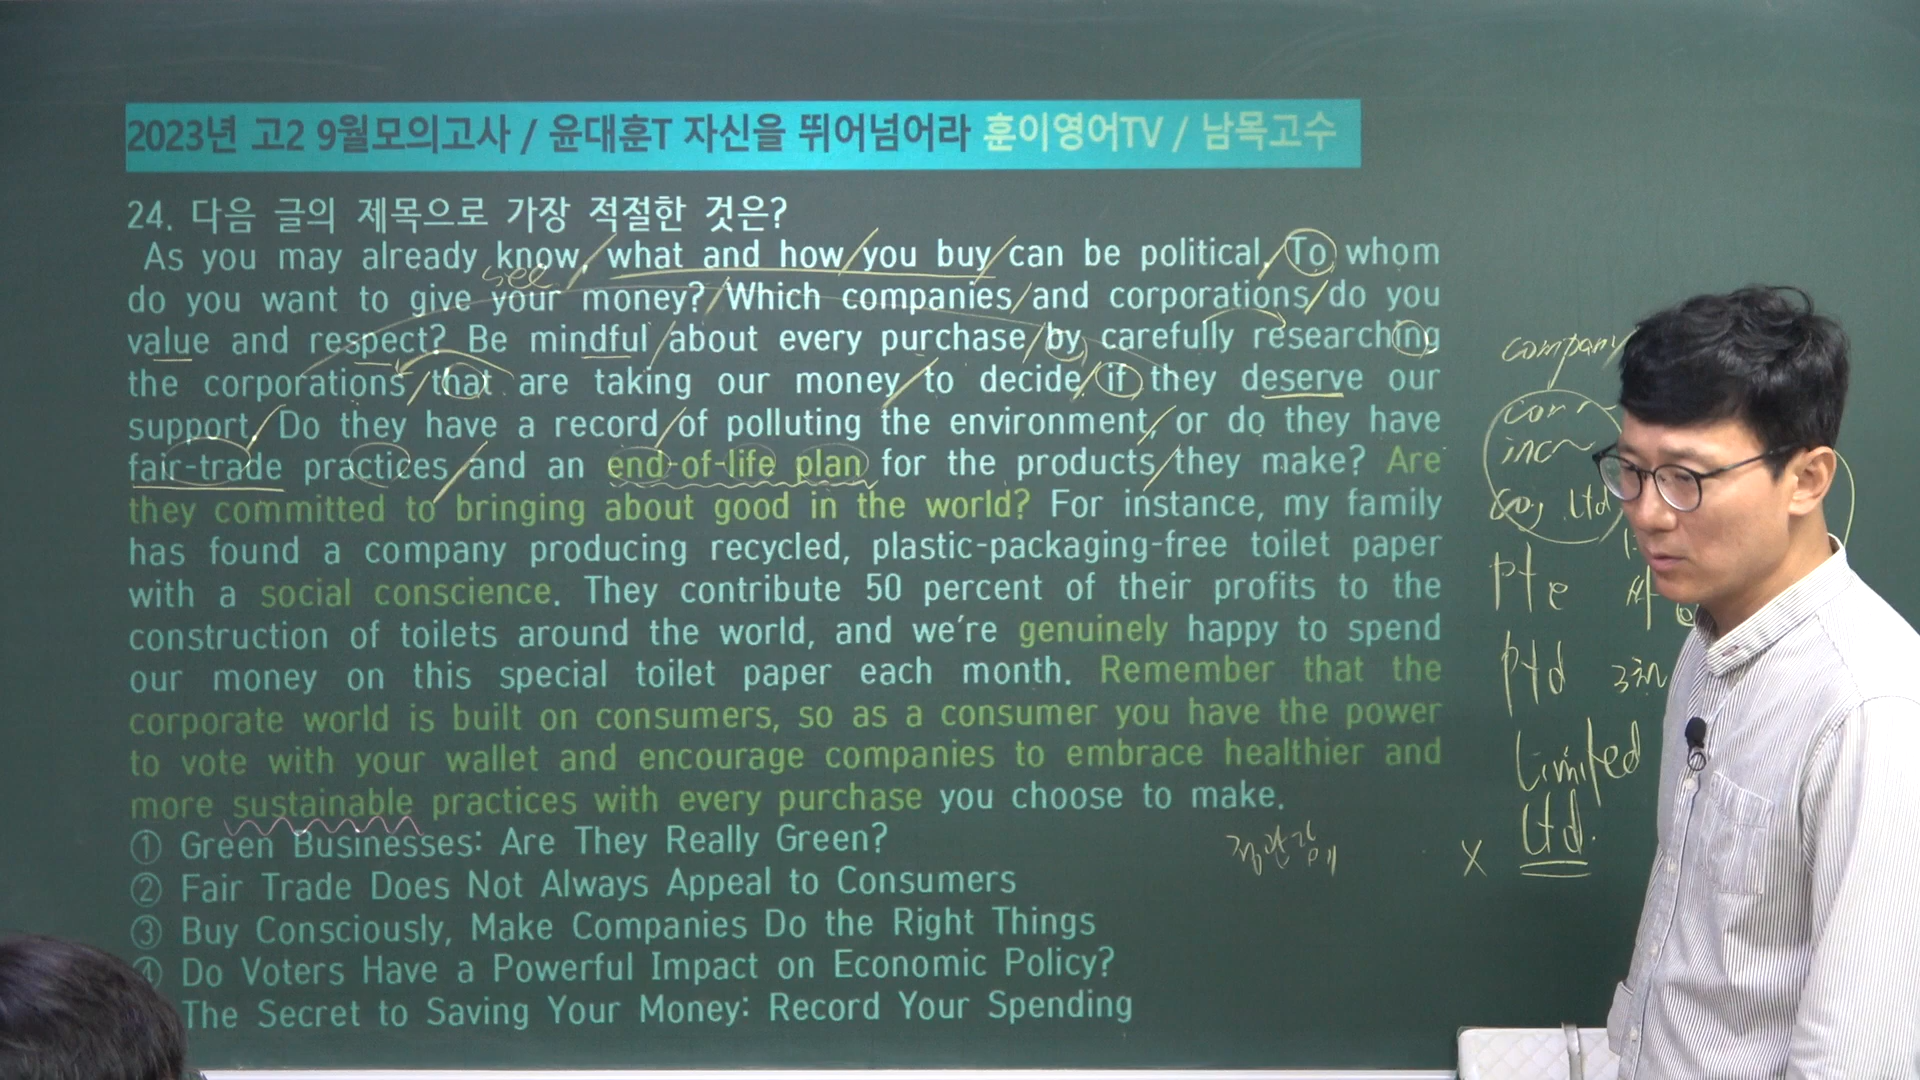 2023년 고2 9월모의고사 / 윤대훈T 자신을 뛰어넘어라 훈이영어TV / 남목고수
24. 다음 글의 제목으로 가장 적절한 것은?
As you may already know, what and how you buy can be political. To whom
see
do you want to give your money? Which companies and corporations do you
value and respect? Be mindful about every purchase by carefully researching
the corporations that are taking our money to decide if they deserve our
support. Do they have a record of polluting the environment, or do they have
fair-trade practices and an end-of-life plan for the products they make? Are
they committed to bringing about good in the world? For instance, my family
has found a company producing recycled, plastic-packaging-free toilet paper
with a social conscience. They contribute 50 percent of their profits to the
construction of toilets around the world, and we're genuinely happy to spend
our money on this special toilet paper each month. Remember that the
corporate world is built on consumers, so as a consumer you have the power
to vote with your wallet and encourage companies to embrace healthier and
more sustainable practices with every purchase you choose to make.
① Green Businesses: Are They Really Green?
② Fair Trade Does Not Always Appeal to Consumers
③ Buy Consciously, Make Companies Do the Right Things
④ Do Voters Have a Powerful Impact on Economic Policy?
The Secret to Saving Your Money: Record Your Spending
company
inc
co, Ltd
pte
ptd
Limited
x Ltd.